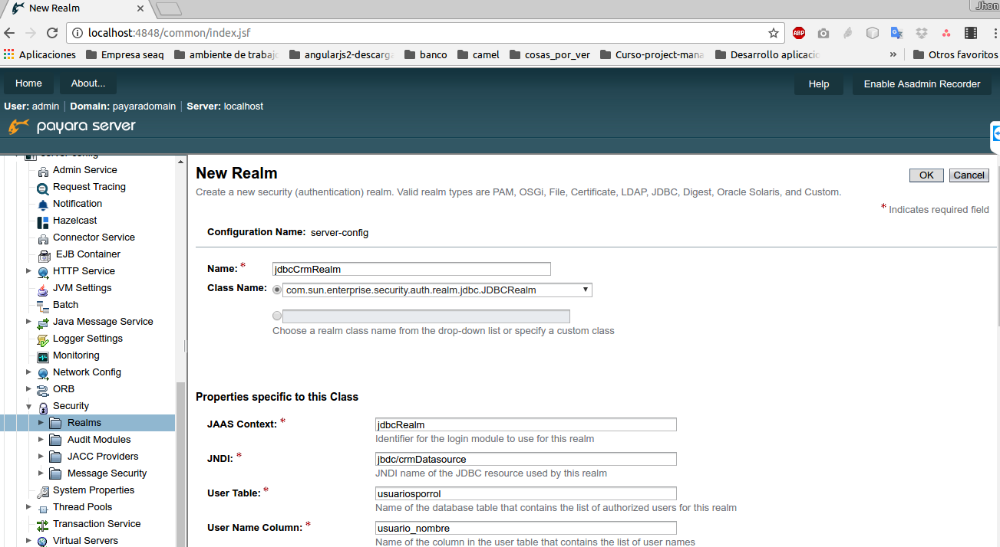 New Realm
Jhon
localhost:4848/common/index.jsf
ABP
Aplicaciones Empresa seaq ambiente de trabajo angularjs2-descarga banco camel cosas_por_ver Curso-project-mana Desarrollo aplicacio » Otros favoritos
Home About... Help Enable Asadmin Recorder
User: admin Domain: payaradomain Server: localhost
payara server
server-config
Admin Service
Request Tracing
Notification
Hazelcast
Connector Service
EJB Container
HTTP Service
JVM Settings
Batch
Java Message Service
Logger Settings
Monitoring
Network Config
ORB
Security
Realms
Audit Modules
JACC Providers
Message Security
System Properties
Thread Pools
Transaction Service
Virtual Servers
New Realm
OK Cancel
Create a new security (authentication) realm. Valid realm types are PAM, OSGi, File, Certificate, LDAP, JDBC, Digest, Oracle Solaris, and Custom.
* Indicates required field
Configuration Name: server-config
Name: * jdbcCrmRealm
Class Name: com.sun.enterprise.security.auth.realm.jdbc.JDBCRealm
Choose a realm class name from the drop-down list or specify a custom class
Properties specific to this Class
JAAS Context: * jdbcRealm
Identifier for the login module to use for this realm
JNDI: * jbdc/crmDatasource
JNDI name of the JDBC resource used by this realm
User Table: * usuariosporrol
Name of the database table that contains the list of authorized users for this realm
User Name Column: * usuario_nombre
Name of the column in the user table that contains the list of user names